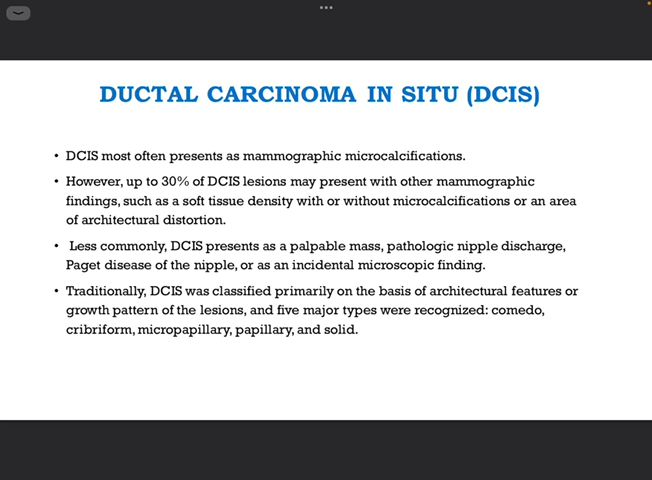 DUCTAL CARCINOMA IN SITU (DCIS)
• DCIS most often presents as mammographic microcalcifications.
• However, up to 30% of DCIS lesions may present with other mammographic
findings, such as a soft tissue density with or without microcalcifications or an area
of architectural distortion.
• Less commonly, DCIS presents as a palpable mass, pathologic nipple discharge,
Paget disease of the nipple, or as an incidental microscopic finding.
• Traditionally, DCIS was classified primarily on the basis of architectural features or
growth pattern of the lesions, and five major types were recognized: comedo,
cribriform, micropapillary, papillary, and solid.